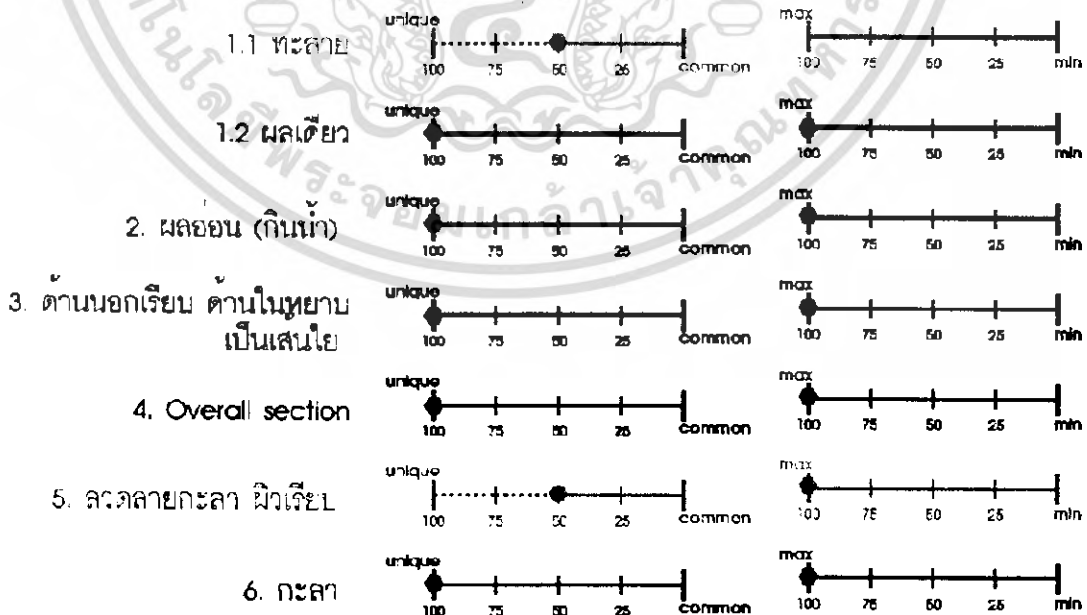 unique max
1.1 ทะลาย
100 75 50 25 common 100 75 50 25 min
unique max
1.2 ผลเดี่ยว
100 75 50 25 common 100 75 50 25 min
unique max
2. ผลอ่อน (กินน้ำ)
100 75 50 25 common 100 75 50 25 min
unique max
3. ด้านนอกเรียบ ด้านในหยาบ
เป็นเส้นใย
100 75 50 25 common 100 75 50 25 min
unique max
4. Overall section
100 75 50 25 common 100 75 50 25 min
unique max
5. ลวดลายกะลา ผิวเรียบ
100 75 50 25 common 100 75 50 25 min
unique max
6. กะลา
100 75 50 25 common 100 75 50 25 min